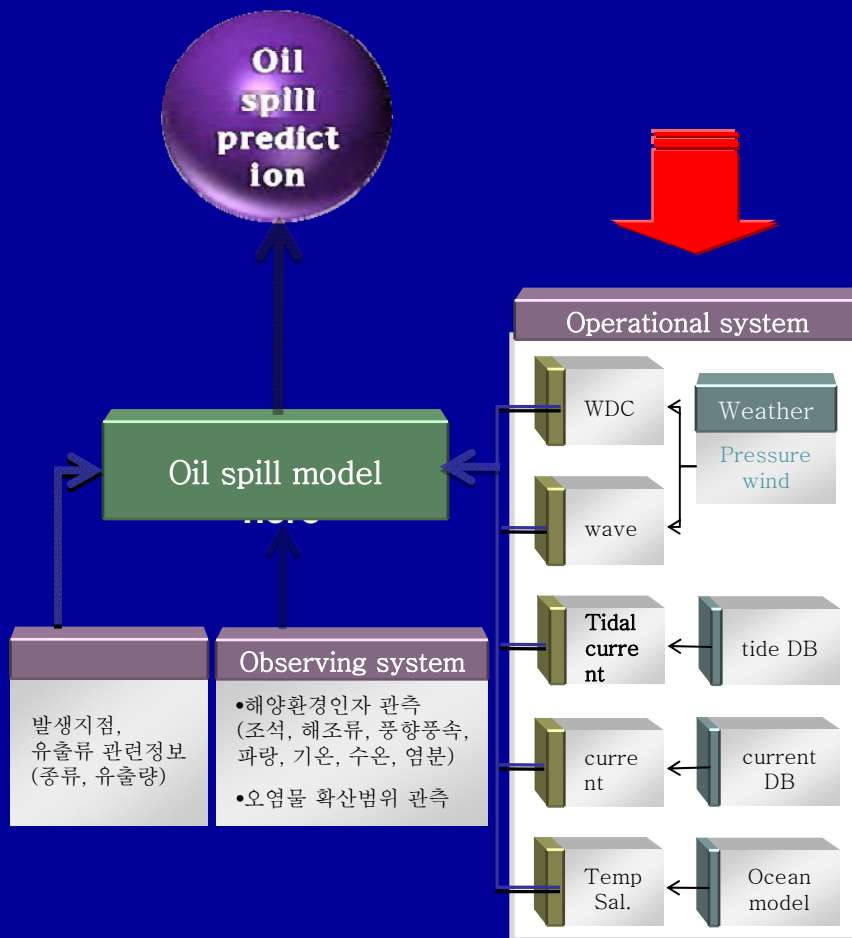 Oil
spill
predict
ion
Operational system
WDC
Weather
Pressure
wind
Oil spill model
wave
Tidal
curre
nt
tide DB
Observing system
발생지점,
유출류 관련정보
(종류, 유출량)
•해양환경인자 관측
(조석, 해조류, 풍향풍속,
파랑, 기온, 수온, 염분)
•오염물 확산범위 관측
curre
nt
current
DB
Temp
Sal.
Ocean
model